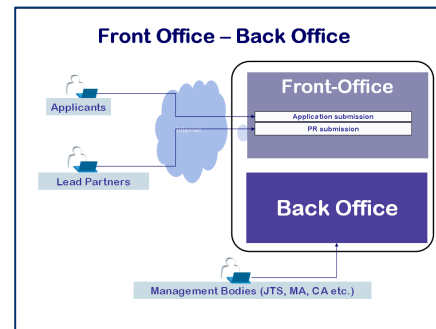 Front Office – Back Office
Front-Office
Applicants
Application submission
Internet
PR submission
Lead Partners
Back Office
Management Bodies (JTS, MA, CA etc.)